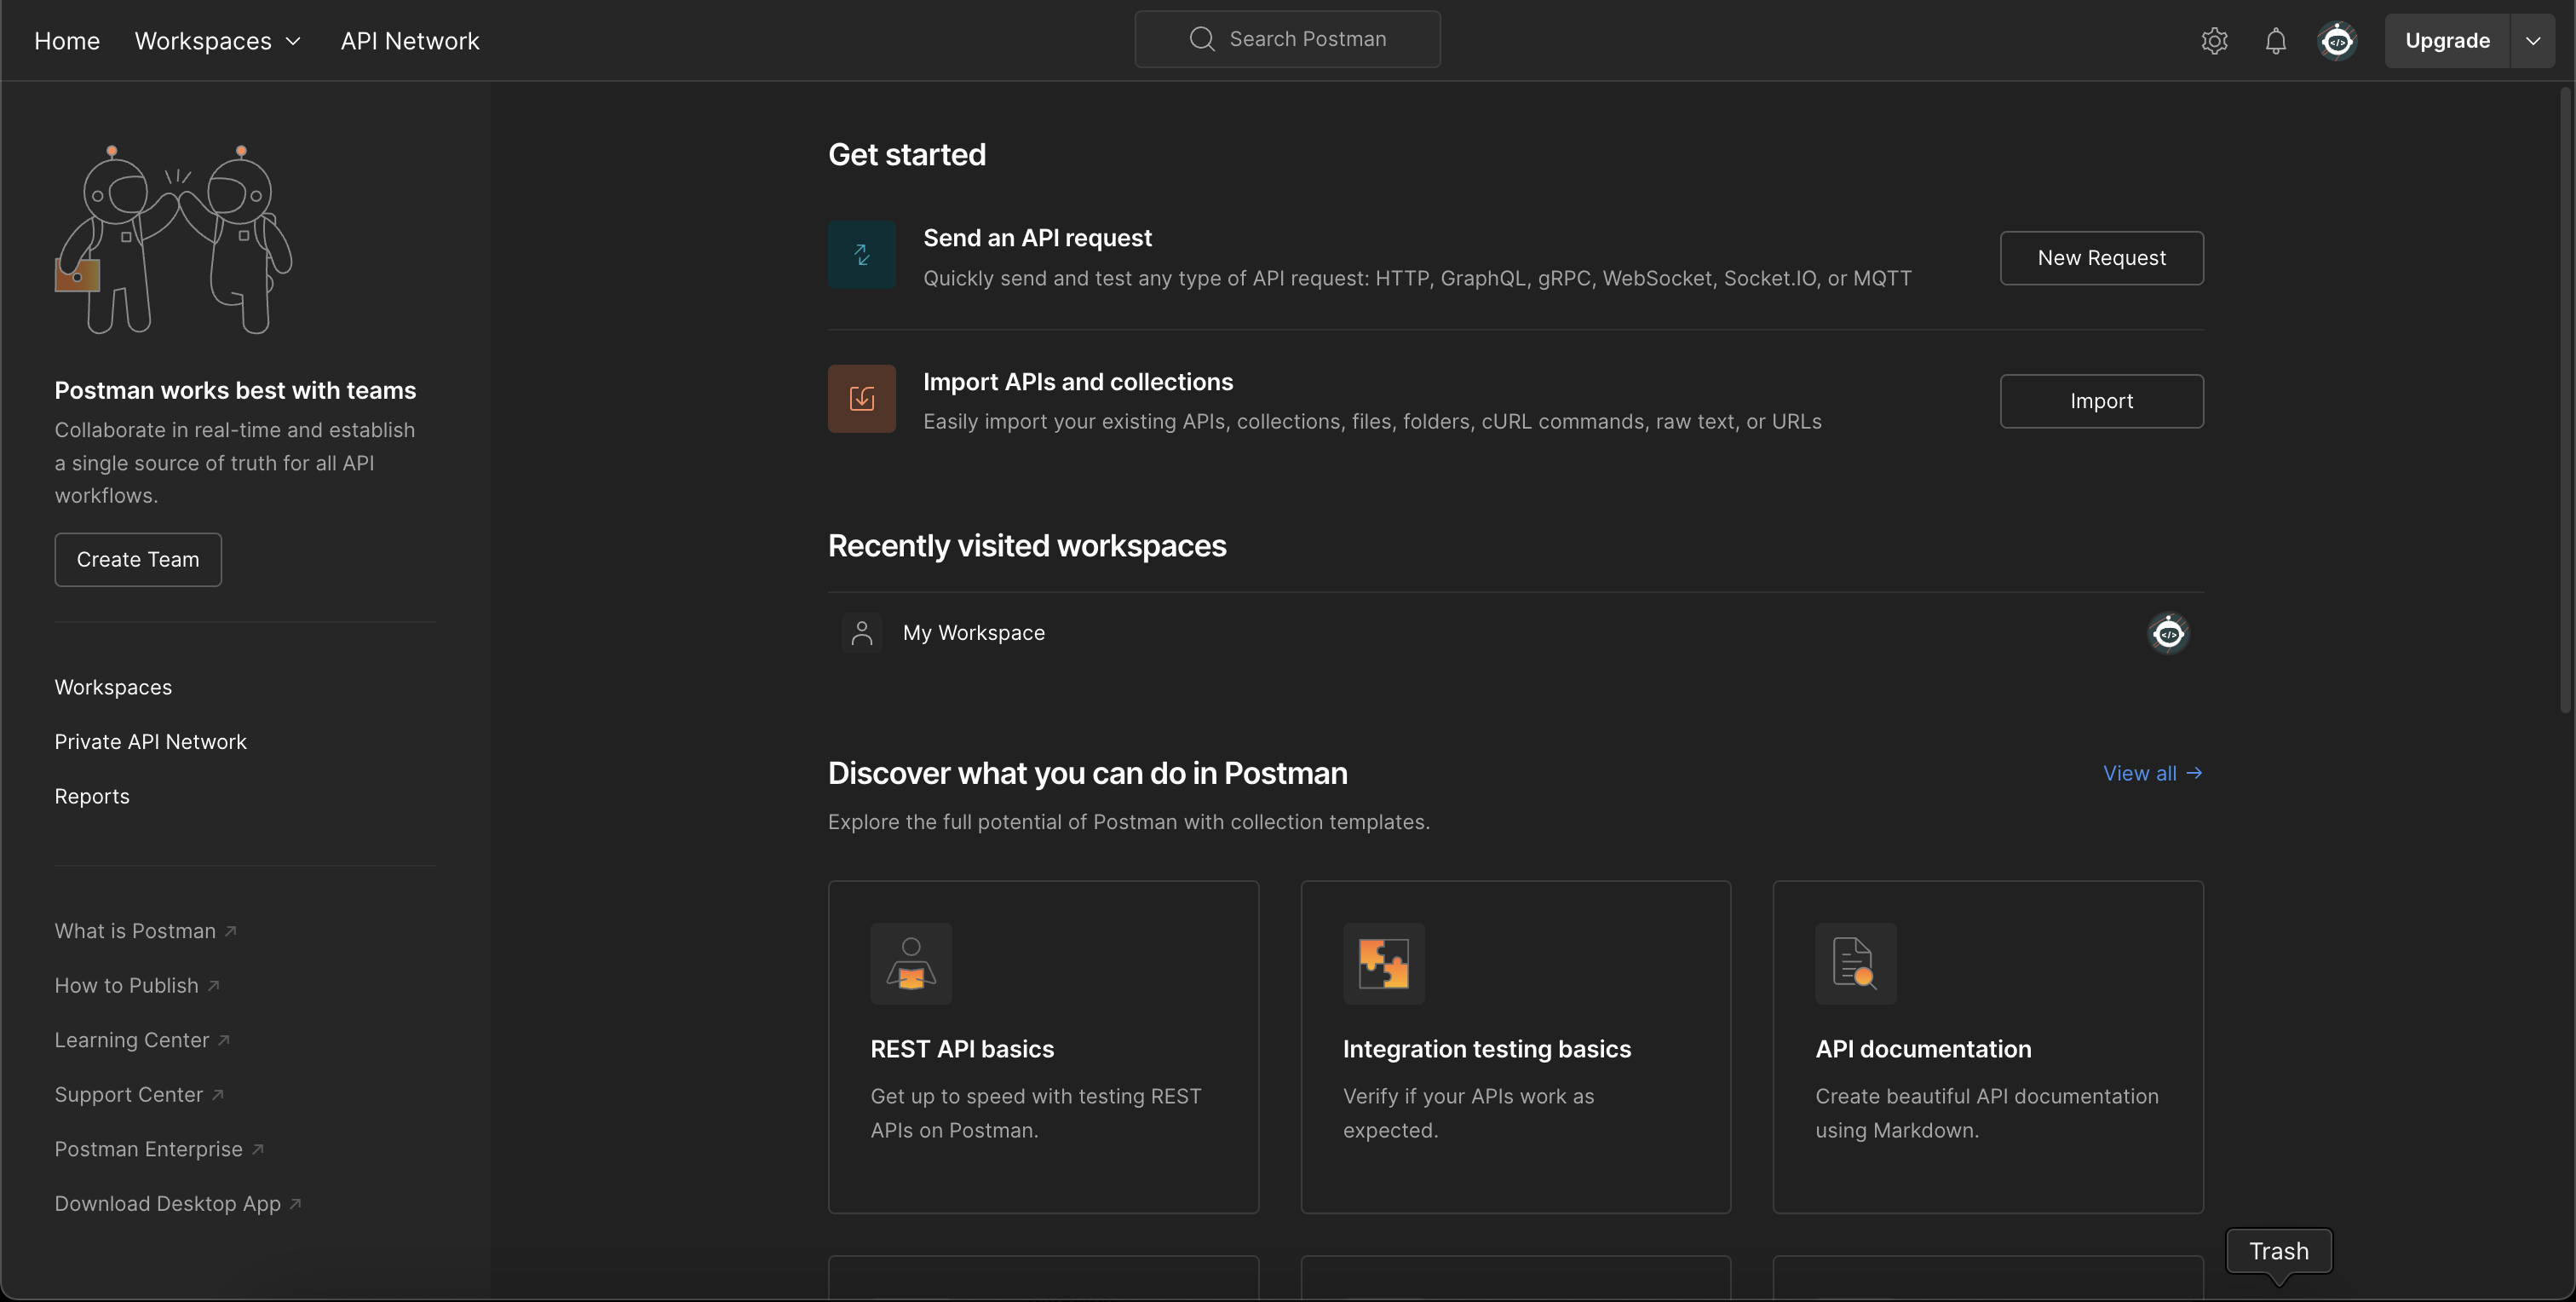 Home
Workspaces
API Network
Search Postman
Upgrade
Postman works best with teams
Collaborate in real-time and establish
a single source of truth for all API
workflows.
Create Team
Workspaces
Private API Network
Reports
What is Postman
How to Publish
Learning Center
Support Center
Postman Enterprise
Download Desktop App
Get started
Send an API request
Quickly send and test any type of API request: HTTP, GraphQL, gRPC, WebSocket, Socket.IO, or MQTT
New Request
Import APIs and collections
Easily import your existing APIs, collections, files, folders, cURL commands, raw text, or URLs
Import
Recently visited workspaces
My Workspace
Discover what you can do in Postman
View all
Explore the full potential of Postman with collection templates.
REST API basics
Get up to speed with testing REST
APIs on Postman.
Integration testing basics
Verify if your APIs work as
expected.
API documentation
Create beautiful API documentation
using Markdown.
Trash